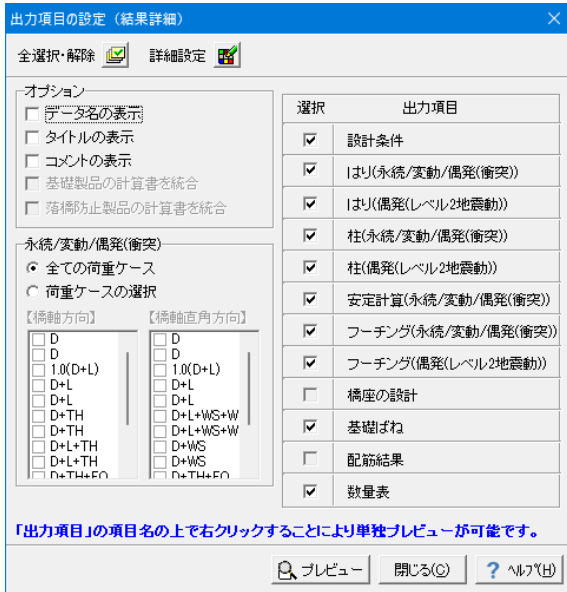 出力項目の設定（結果詳細）
全選択・解除 詳細設定
オプション
データ名の表示
タイトルの表示
コメントの表示
基礎製品の計算書を統合
落橋防止製品の計算書を統合
永続/変動/偶発(衝突)
全ての荷重ケース
荷重ケースの選択
【橋軸方向】 【橋軸直角方向】
D
D
1.0(D+L)
D+L
D+L
D+TH
D+TH
D+L+TH
D+L+TH
D+TH+EQ
D
D
1.0(D+L)
D+L
D+L
D+L+WS+W
D+L+WS+W
D+WS
D+WS
D+TH+EQ
選択 出力項目
設計条件
はり(永続/変動/偶発(衝突))
はり(偶発(レベル2地震動))
柱(永続/変動/偶発(衝突))
柱(偶発(レベル2地震動))
安定計算(永続/変動/偶発(衝突))
フーチング(永続/変動/偶発(衝突))
フーチング(偶発(レベル2地震動))
橋座の設計
基礎ばね
配筋結果
数量表
「出力項目」の項目名の上で右クリックすることにより単独プレビューが可能です。
プレビュー 閉じる(C) ? ヘルプ(H)